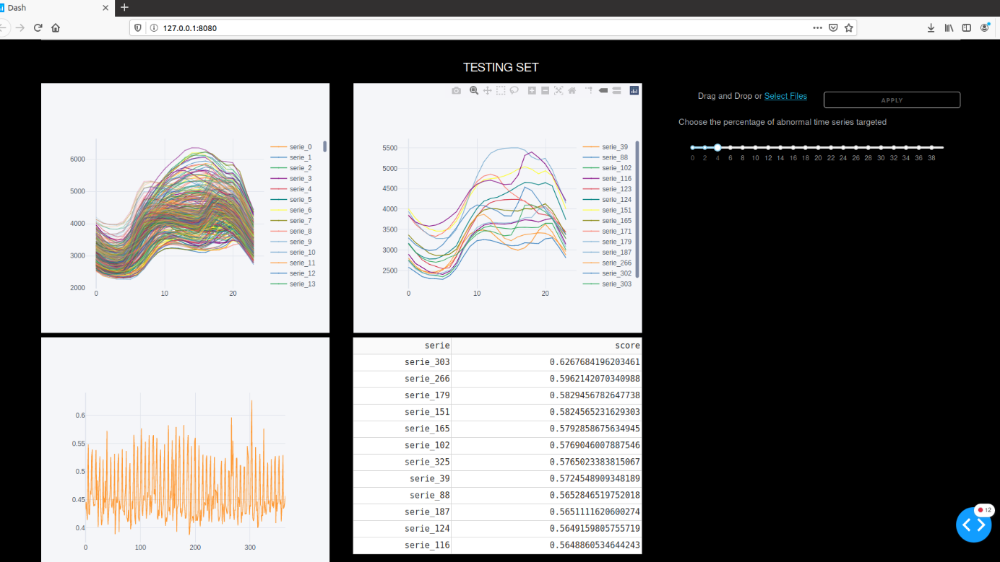 Dash
127.0.0.1:8080
TESTING SET
6000
5000
4000
3000
2000
0
10
20
serie_0
serie_1
serie_2
serie_3
serie_4
serie_5
serie_6
serie_7
serie_8
serie_9
serie_10
serie_11
serie_12
serie_13
5500
5000
4500
4000
3500
3000
2500
0
10
20
serie_39
serie_88
serie_102
serie_116
serie_123
serie_124
serie_151
serie_165
serie_171
serie_179
serie_187
serie_266
serie_302
serie_303
Drag and Drop or Select Files
APPLY
Choose the percentage of abnormal time series targeted
0 2 4 6 8 10 12 14 16 18 20 22 24 26 28 30 32 34 36 38
0.6
0.55
0.5
0.45
0.4
0
100
200
300
serie score
serie_303 0.6267684196203461
serie_266 0.5962142070340988
serie_179 0.5829456782647738
serie_151 0.5824565231629303
serie_165 0.5792858675634945
serie_102 0.5769046007887546
serie_325 0.5765023383815067
serie_39 0.5724548909348189
serie_88 0.5652846519752018
serie_187 0.5651111620600274
serie_124 0.5649159805755719
serie_116 0.5648860534644243
12